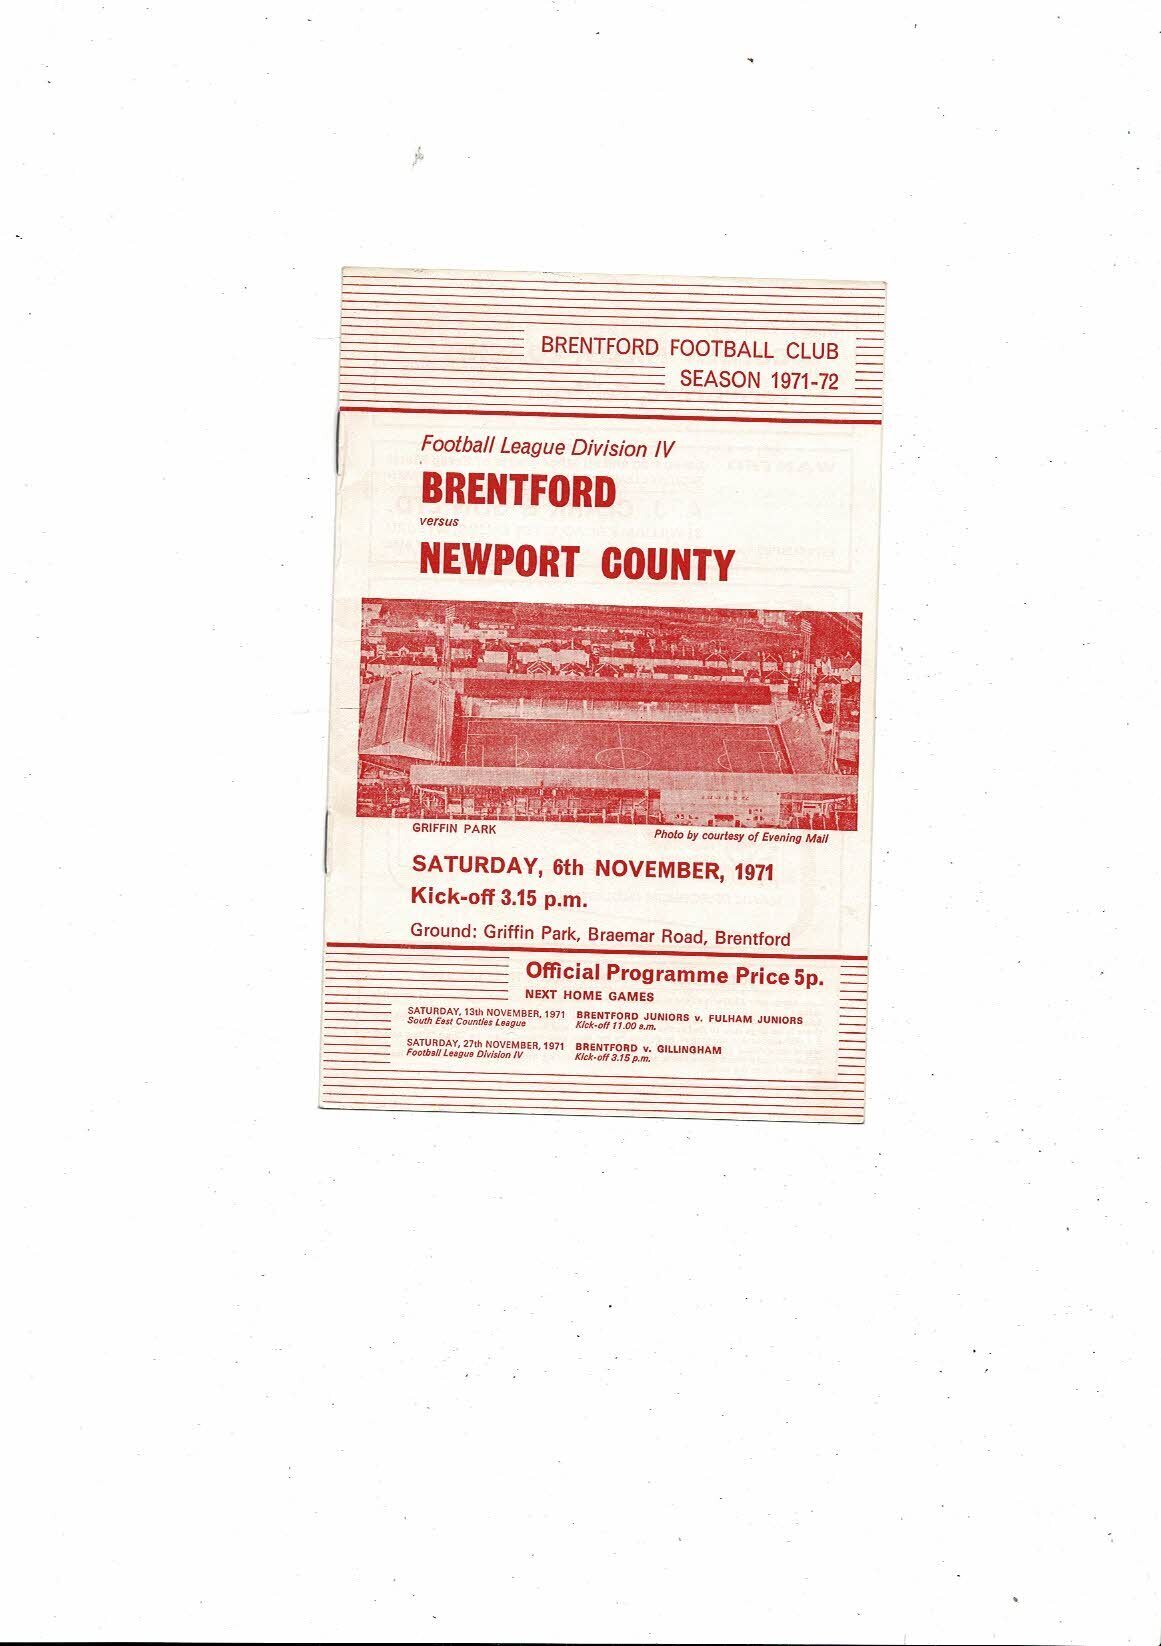 BRENTFORD FOOTBALL CLUB
SEASON 1971-72
Football League Division IV
BRENTFORD
versus
NEWPORT COUNTY
GRIFFIN PARK
Photo by courtesy of Evening Mail
SATURDAY, 6th NOVEMBER, 1971
Kick-off 3.15 p.m.
Ground: Griffin Park, Braemar Road, Brentford
Official Programme Price 5p.
NEXT HOME GAMES
SATURDAY, 13th NOVEMBER, 1971 BRENTFORD JUNIORS v. FULHAM JUNIORS
South East Counties League Kick-off 11.00 a.m.
SATURDAY, 27th NOVEMBER, 1971 BRENTFORD v. GILLINGHAM
Football League Division IV Kick-off 3.15 p.m.